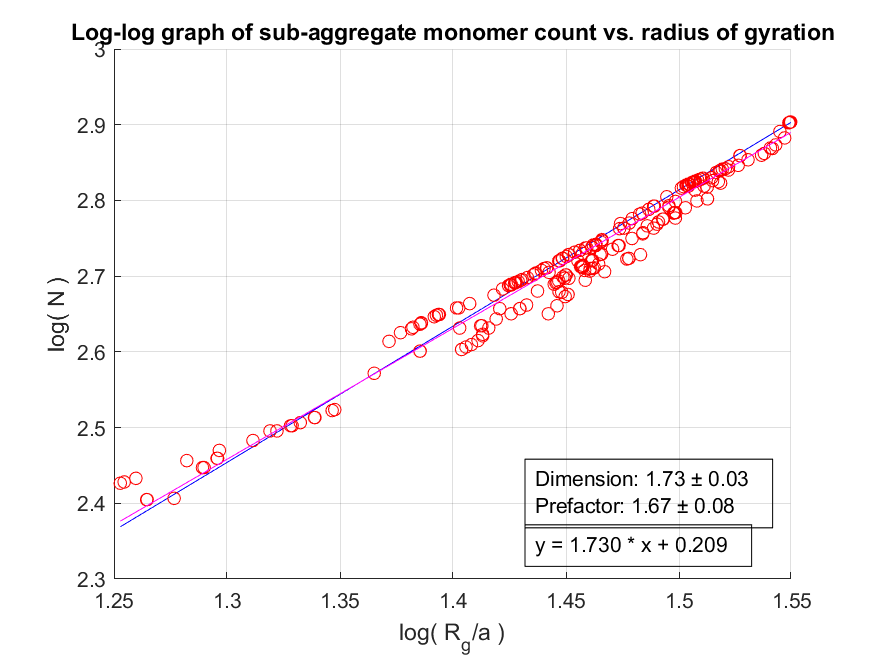 Log-log graph of sub-aggregate monomer count vs. radius of gyration
3
2.9
2.8
2.7
2.6
2.5
2.4
2.3
log( N )
Dimension: 1.73 ± 0.03
Prefactor: 1.67 ± 0.08
y = 1.730 * x + 0.209
1.25 1.3 1.35 1.4 1.45 1.5 1.55
log( R_g/a )